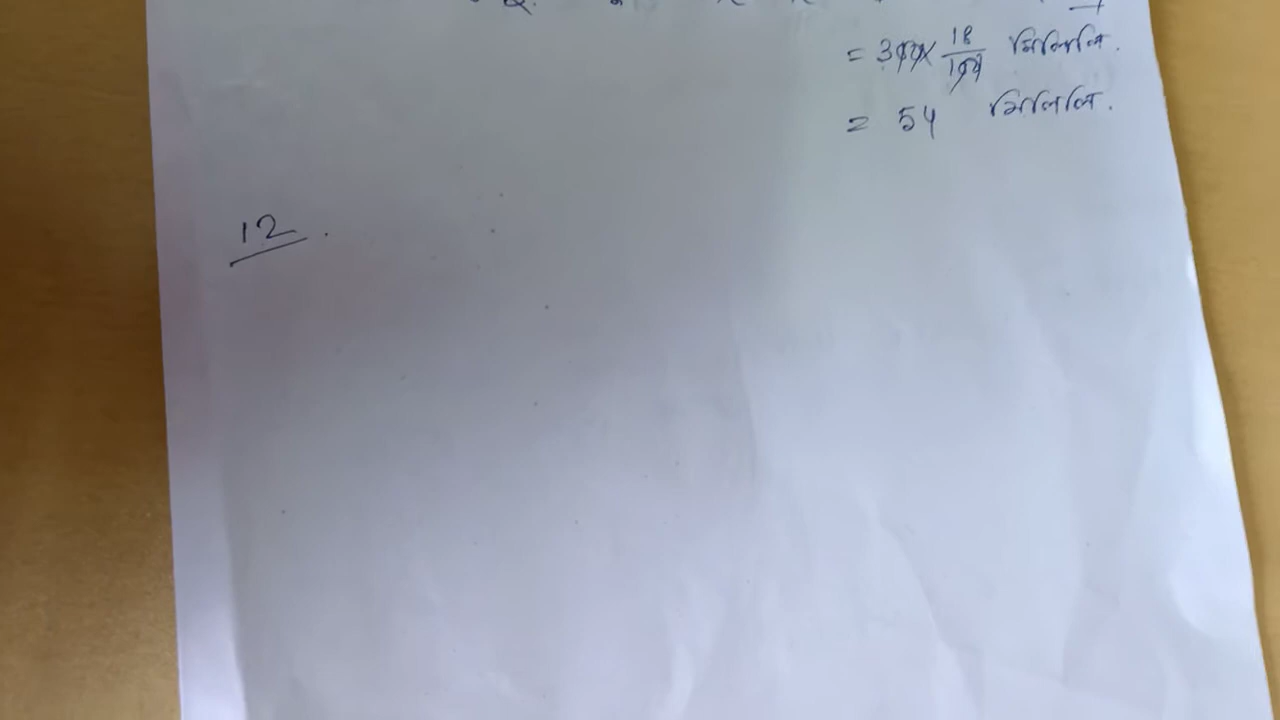 = 300 × 18/100 মিলিলি.
= 54 মিলিলি.
12.